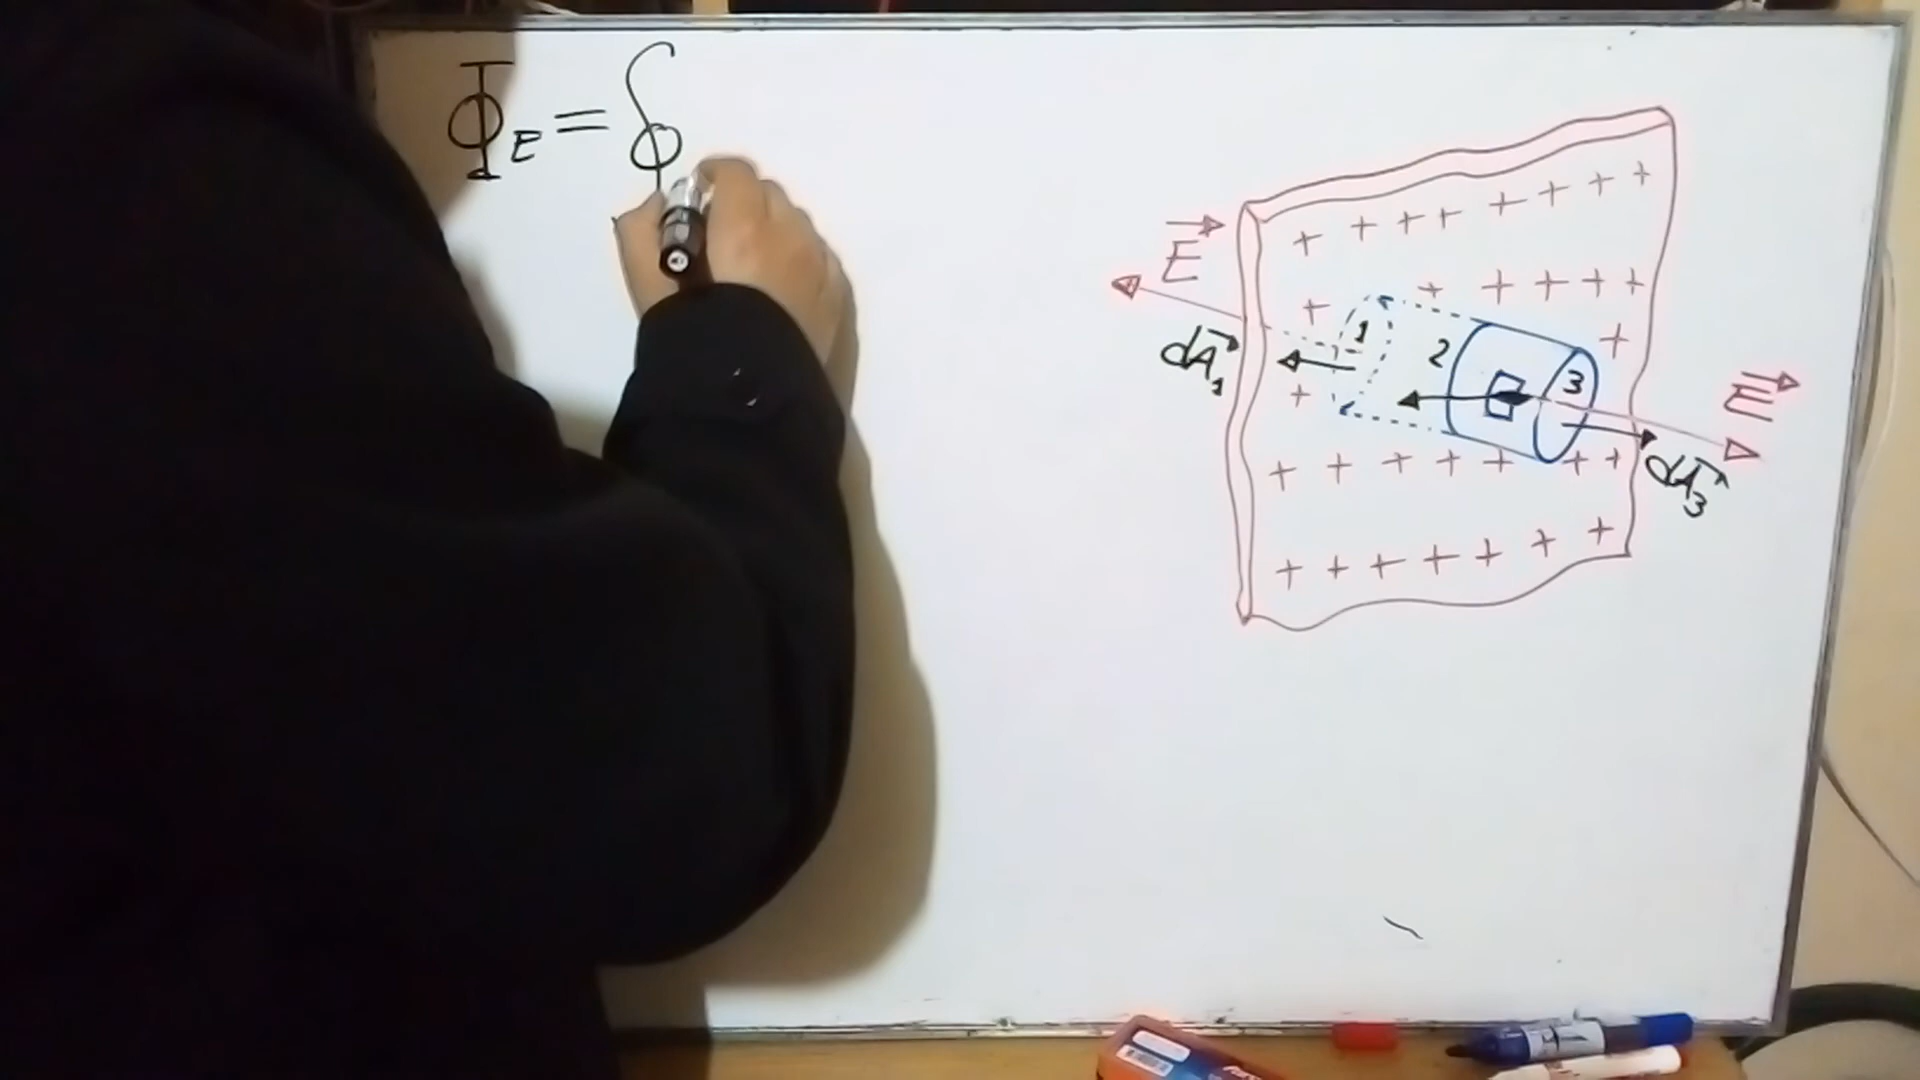 Φ_E = ∮
+ + + + + + + +
E⃗
+ + + + + +
1
+
2
3
dA⃗₁
+
E⃗
+ + + + + + +
dA⃗₃
+ + + + + + +